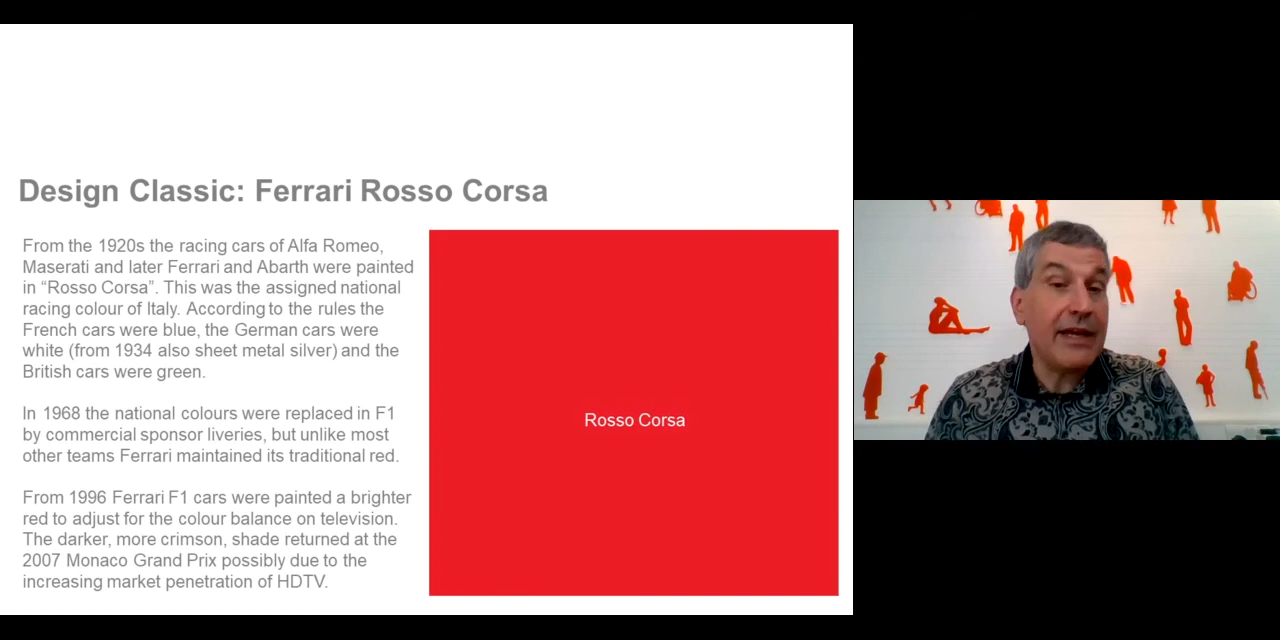 Design Classic: Ferrari Rosso Corsa
From the 1920s the racing cars of Alfa Romeo,
Maserati and later Ferrari and Abarth were painted
in “Rosso Corsa”. This was the assigned national
racing colour of Italy. According to the rules the
French cars were blue, the German cars were
white (from 1934 also sheet metal silver) and the
British cars were green.
In 1968 the national colours were replaced in F1
by commercial sponsor liveries, but unlike most
other teams Ferrari maintained its traditional red.
From 1996 Ferrari F1 cars were painted a brighter
red to adjust for the colour balance on television.
The darker, more crimson, shade returned at the
2007 Monaco Grand Prix possibly due to the
increasing market penetration of HDTV.
Rosso Corsa